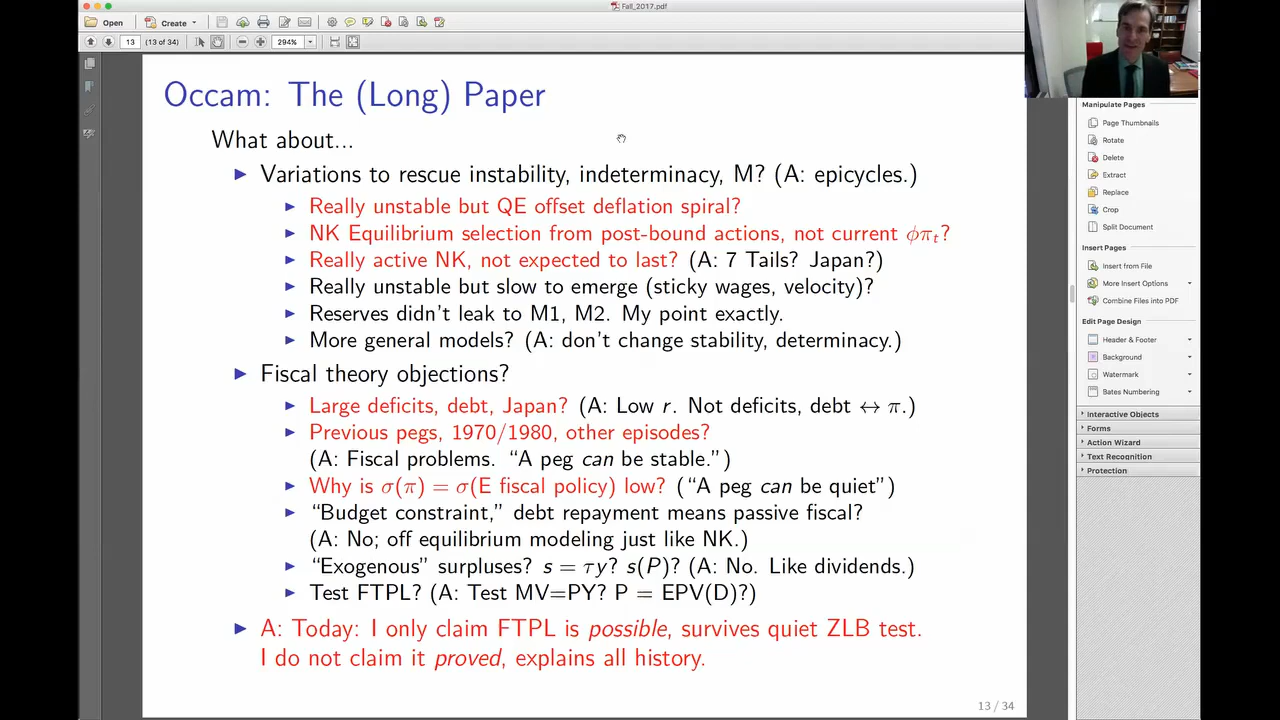 Fall_2017.pdf
Open
Create
13
(13 of 34)
294%
Occam: The (Long) Paper
What about...
Variations to rescue instability, indeterminacy, M? (A: epicycles.)
Really unstable but QE offset deflation spiral?
NK Equilibrium selection from post-bound actions, not current ϕπₜ?
Really active NK, not expected to last? (A: 7 Tails? Japan?)
Really unstable but slow to emerge (sticky wages, velocity)?
Reserves didn't leak to M1, M2. My point exactly.
More general models? (A: don't change stability, determinacy.)
Fiscal theory objections?
Large deficits, debt, Japan? (A: Low r. Not deficits, debt ↔ π.)
Previous pegs, 1970/1980, other episodes?
(A: Fiscal problems. "A peg can be stable.")
Why is σ(π) = σ(E fiscal policy) low? ("A peg can be quiet")
"Budget constraint," debt repayment means passive fiscal?
(A: No; off equilibrium modeling just like NK.)
"Exogenous" surpluses? s = τy? s(P)? (A: No. Like dividends.)
Test FTPL? (A: Test MV=PY? P = EPV(D)?)
A: Today: I only claim FTPL is possible, survives quiet ZLB test.
I do not claim it proved, explains all history.
13 / 34
Manipulate Pages
Page Thumbnails
Rotate
Delete
Extract
Replace
Crop
Split Document
Insert Pages
Insert from File
More Insert Options
Combine Files into PDF
Edit Page Design
Header & Footer
Background
Watermark
Bates Numbering
Interactive Objects
Forms
Action Wizard
Text Recognition
Protection